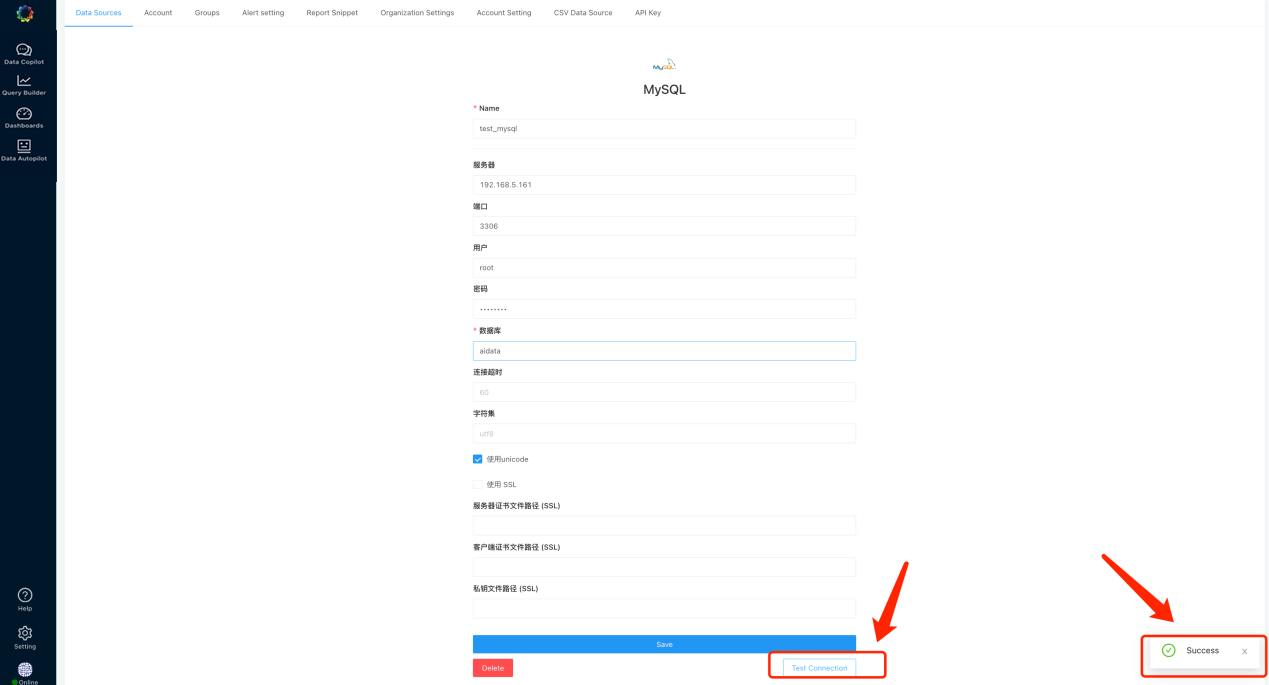 Data Sources Account Groups Alert setting Report Snippet Organization Settings Account Setting CSV Data Source API Key
Data Copilot
Query Builder
Dashboards
Data Autopilot
MySQL
MySQL
* Name
test_mysql
服务器
192.168.5.161
端口
3306
用户
root
密码
········
* 数据库
aidata
连接超时
60
字符集
utf8
使用unicode
使用 SSL
服务器证书文件路径 (SSL)
客户端证书文件路径 (SSL)
私钥文件路径 (SSL)
Save
Delete Test Connection
Success x
Help
Setting
Online